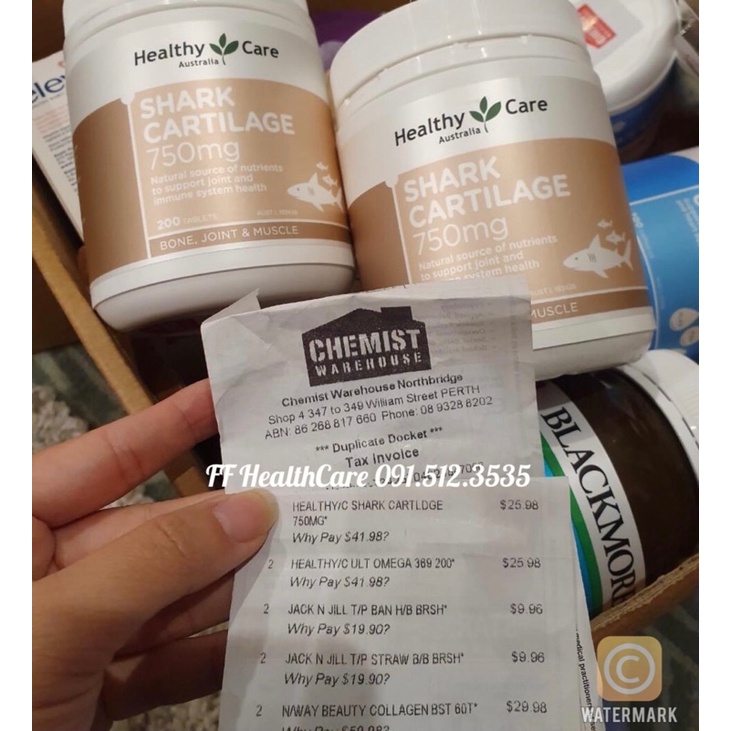 Healthy Care
Australia
SHARK
CARTILAGE
750mg
Natural source of nutrients
to support joint and
immune system health
200 TABLETS
BONE, JOINT & MUSCLE
Healthy Care
Australia
SHARK
CARTILAGE
750mg
Natural source of nutrients
to support joint and
system health
MUSCLE
CHEMIST
WAREHOUSE
Chemist Warehouse Northbridge
Shop 4 347 to 349 William Street PERTH
ABN: 86 268 817 660 Phone: 08 9328 8202
*** Duplicate Docket ***
Tax Invoice
FF HealthCare 091.512.3535
HEALTHY/C SHARK CARTLDGE $25.98
750MG*
Why Pay $41.98?
2 HEALTHY/C ULT OMEGA 369 200* $25.98
Why Pay $41.98?
2 JACK N JILL T/P BAN H/B BRSH* $9.96
Why Pay $19.90?
2 JACK N JILL T/P STRAW B/B BRSH* $9.96
Why Pay $19.90?
2 N/WAY BEAUTY COLLAGEN BST 60T* $29.98
BLACKMOR
WATERMARK